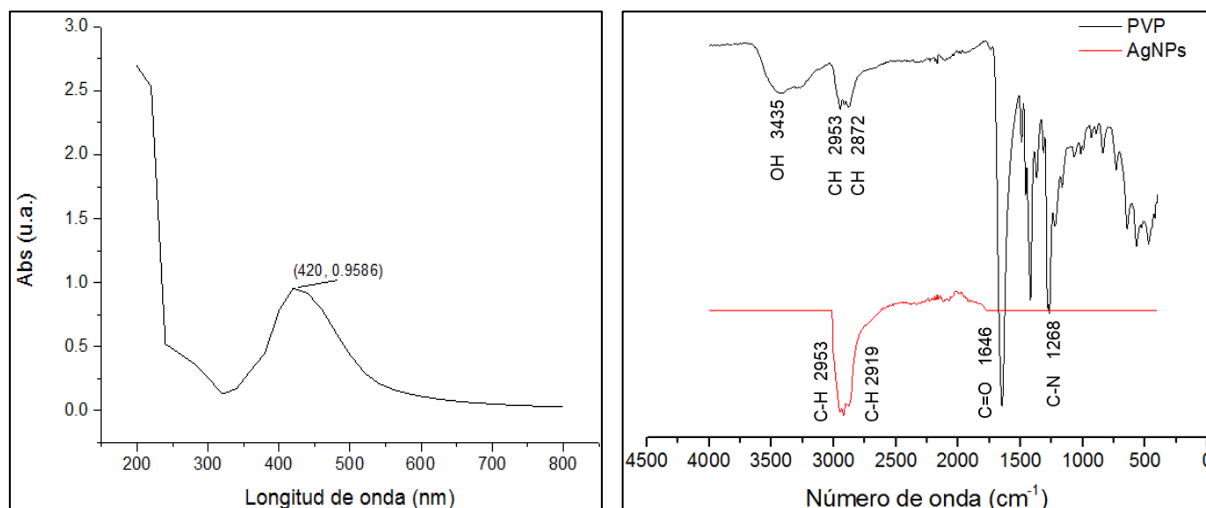 3.0
2.5
2.0
1.5
1.0
0.5
0.0
Abs (u.a.)
(420, 0.9586)
200 300 400 500 600 700 800
Longitud de onda (nm)
PVP
AgNPs
OH 3435
CH 2953
CH 2872
C-H 2953
C-H 2919
C=O 1646
C-N 1268
4500 4000 3500 3000 2500 2000 1500 1000 500 0
Número de onda (cm⁻¹)